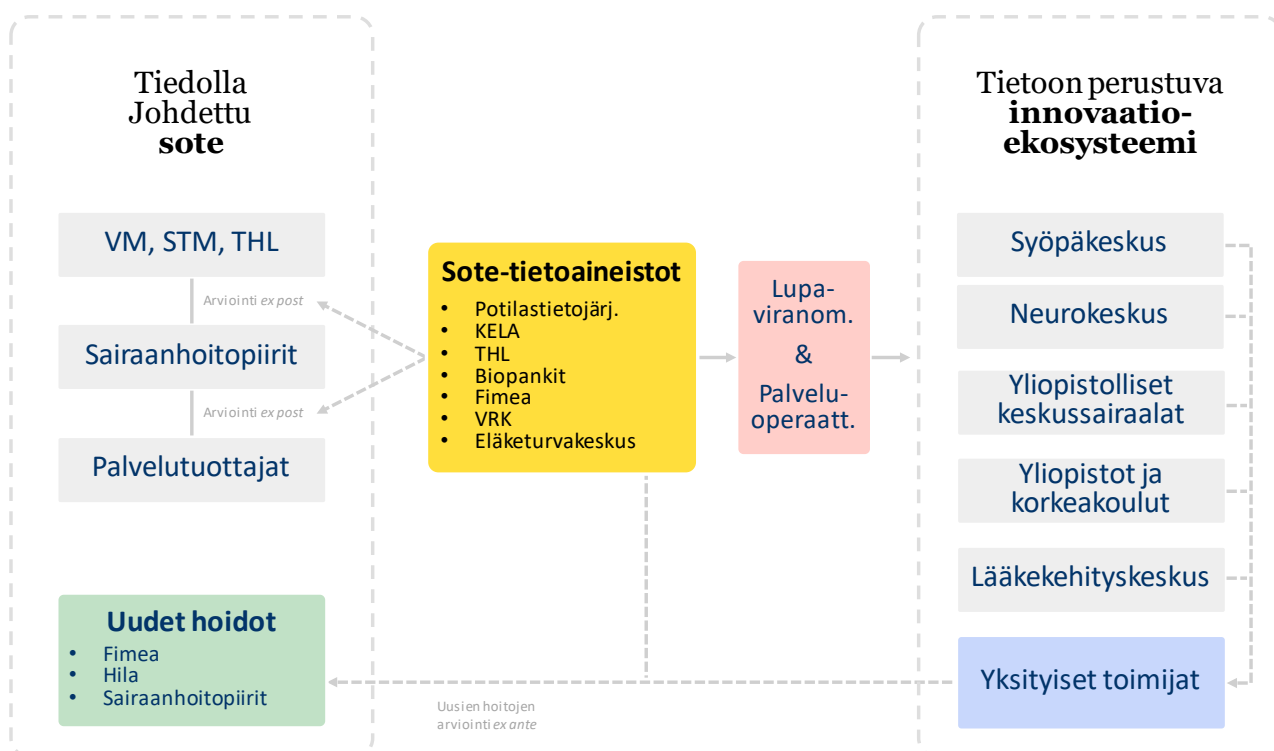 Tiedolla
Johdettu
sote
VM, STM, THL
Arviointi ex post
Sairaanhoitopiirit
Arviointi ex post
Palvelutuottajat
Uudet hoidot
• Fimea
• Hila
• Sairaanhoitopiirit
Sote-tietoaineistot
• Potilastietojärj.
• KELA
• THL
• Biopankit
• Fimea
• VRK
• Eläketurvakeskus
Lupa-
viranom.
&
Palvelu-
operaatt.
Uusien hoitojen
arviointi ex ante
Tietoon perustuva
innovaatio-
ekosysteemi
Syöpäkeskus
Neurokeskus
Yliopistolliset
keskussairaalat
Yliopistot ja
korkeakoulut
Lääkekehityskeskus
Yksityiset toimijat